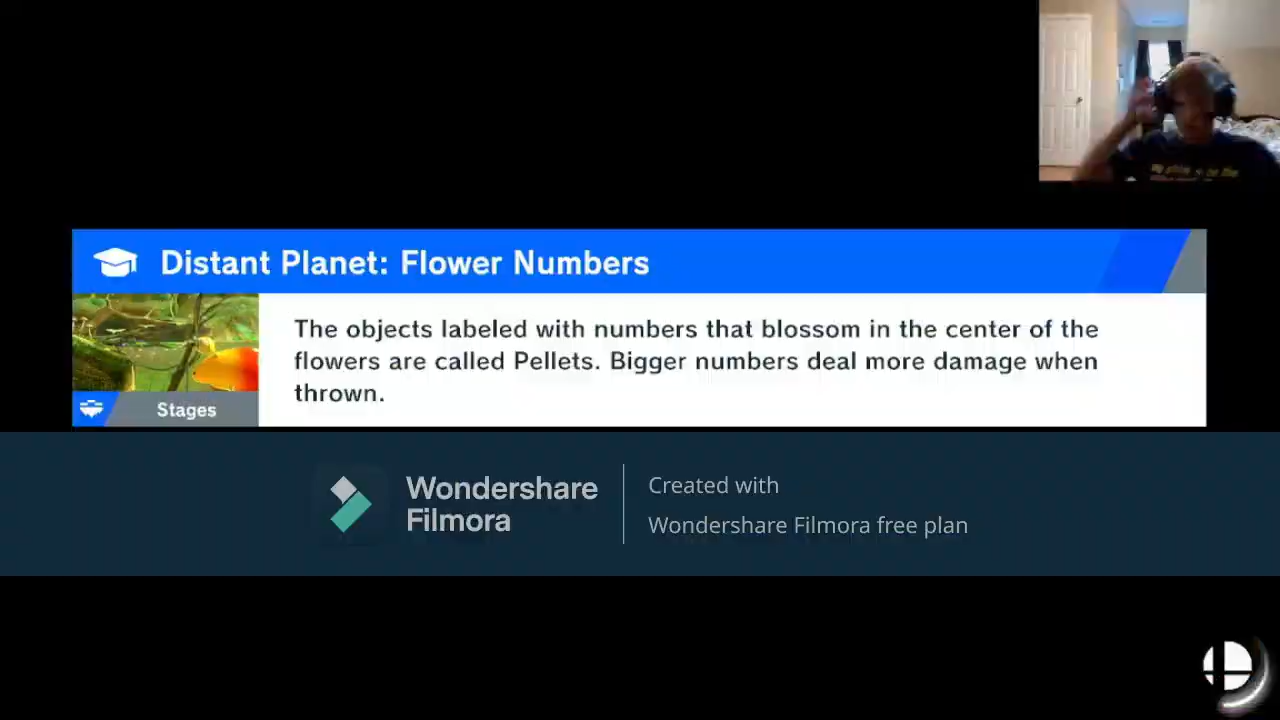 Distant Planet: Flower Numbers
The objects labeled with numbers that blossom in the center of the
flowers are called Pellets. Bigger numbers deal more damage when
thrown.
Stages
Wondershare
Filmora
Created with
Wondershare Filmora free plan